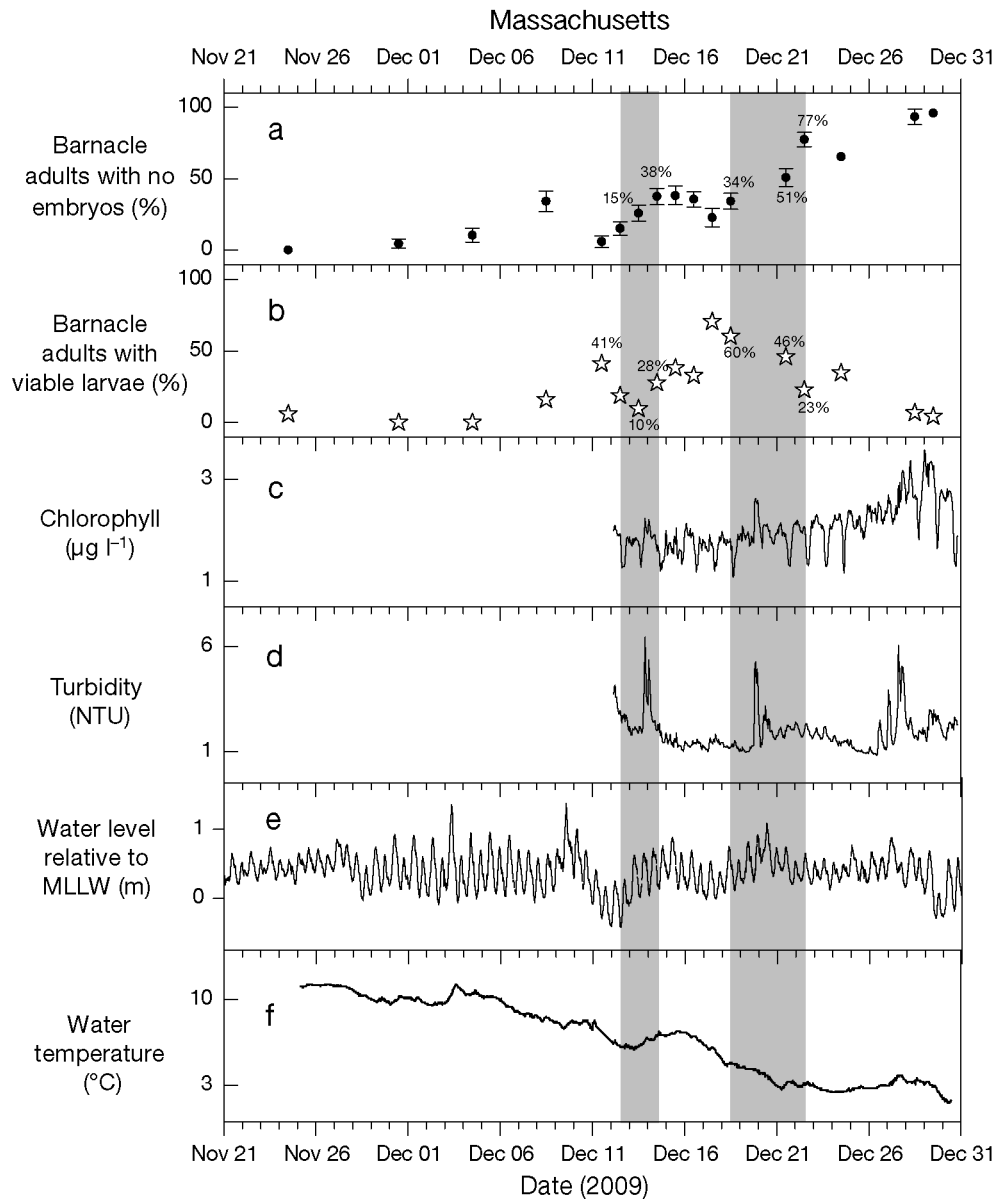 Massachusetts
Nov 21 Nov 26 Dec 01 Dec 06 Dec 11 Dec 16 Dec 21 Dec 26 Dec 31
a
Barnacle
adults with no
embryos (%)
100
50
0
15%
38%
34%
51%
77%
b
Barnacle
adults with
viable larvae (%)
100
50
0
41%
10%
28%
60%
46%
23%
c
Chlorophyll
(µg l–1)
3
1
d
Turbidity
(NTU)
6
1
e
Water level
relative to
MLLW (m)
1
0
f
Water
temperature
(°C)
10
3
Nov 21 Nov 26 Dec 01 Dec 06 Dec 11 Dec 16 Dec 21 Dec 26 Dec 31
Date (2009)